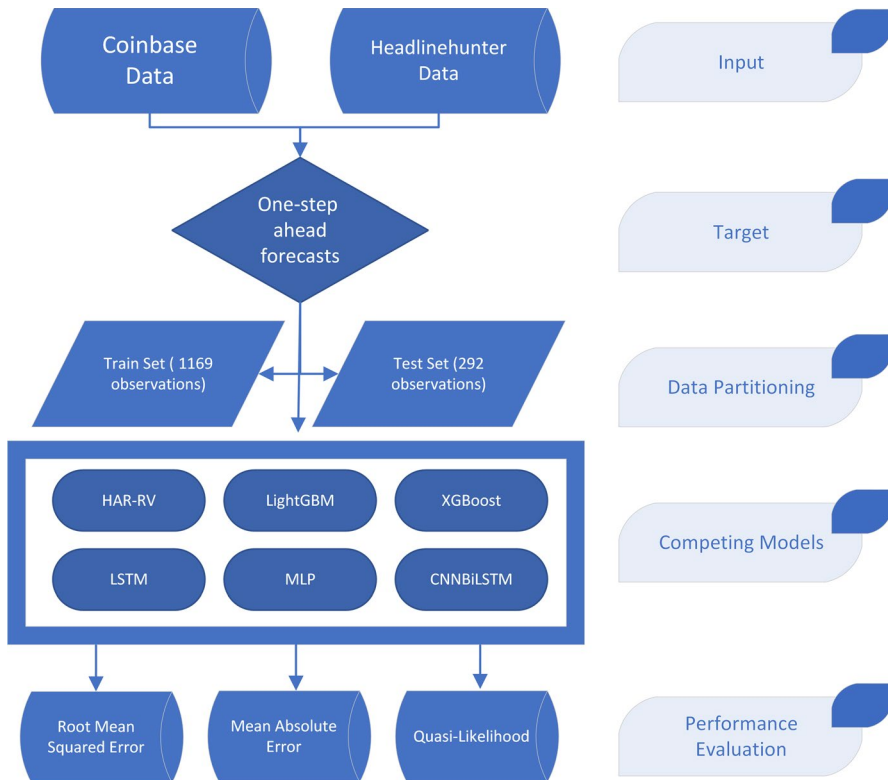 Coinbase
Data
Headlinehunter
Data
Input
One-step
ahead
forecasts
Target
Train Set ( 1169
observations)
Test Set (292
observations)
Data Partitioning
HAR-RV
LightGBM
XGBoost
LSTM
MLP
CNNBiLSTM
Competing Models
Root Mean
Squared Error
Mean Absolute
Error
Quasi-Likelihood
Performance
Evaluation